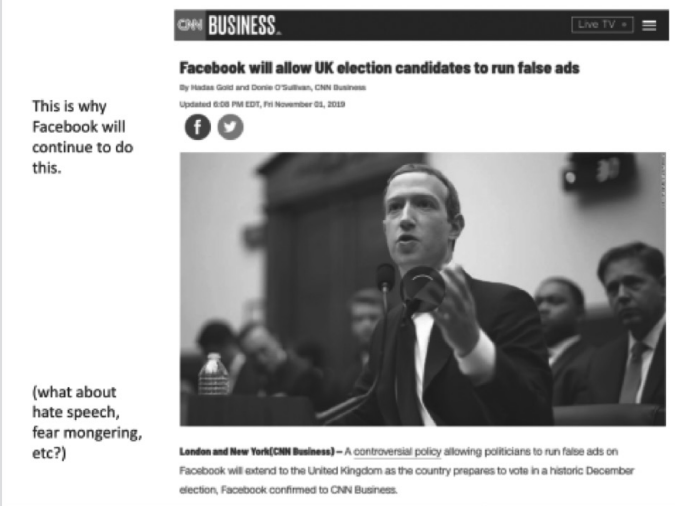 CNN BUSINESS
Live TV
Facebook will allow UK election candidates to run false ads
By Hadas Gold and Donie O'Sullivan, CNN Business
Updated 6:08 PM EDT, Fri November 01, 2019
This is why
Facebook will
continue to do
this.
(what about
hate speech,
fear mongering,
etc?)
London and New York(CNN Business) – A controversial policy allowing politicians to run false ads on
Facebook will extend to the United Kingdom as the country prepares to vote in a historic December
election, Facebook confirmed to CNN Business.